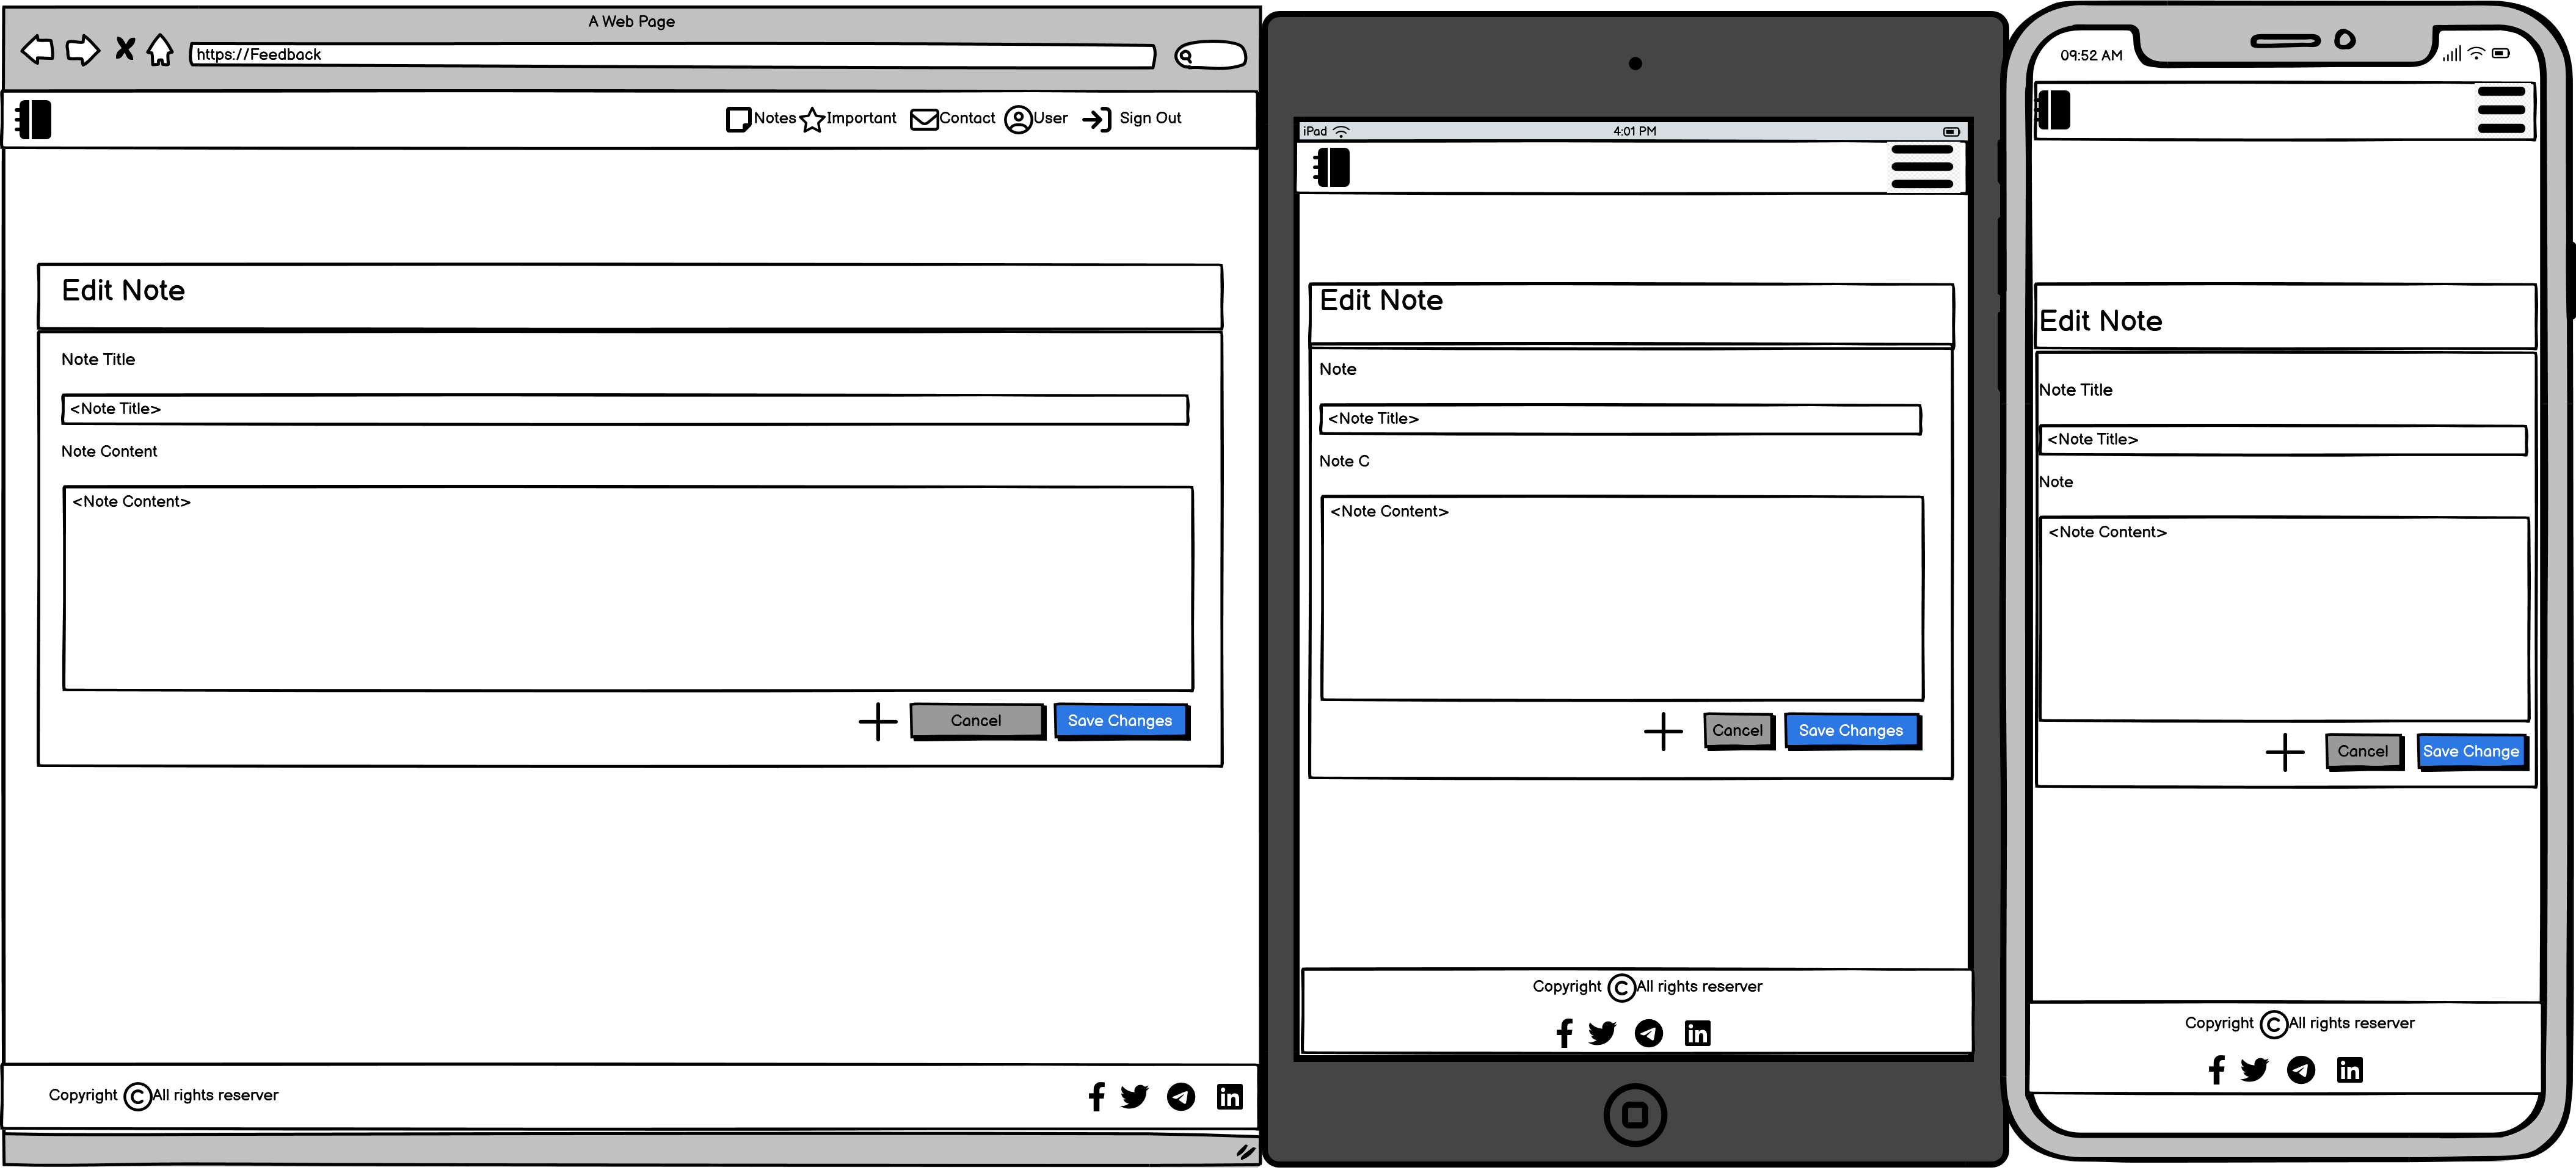 A Web Page
https://Feedback
Notes Important Contact User Sign Out
Edit Note
Note Title
<Note Title>
Note Content
<Note Content>
Cancel Save Changes
Copyright C All rights reserver
in
iPad 4:01 PM
Edit Note
Note
<Note Title>
Note C
<Note Content>
Cancel Save Changes
Copyright C All rights reserver
in
09:52 AM
Edit Note
Note Title
<Note Title>
Note
<Note Content>
Cancel Save Change
Copyright C All rights reserver
in